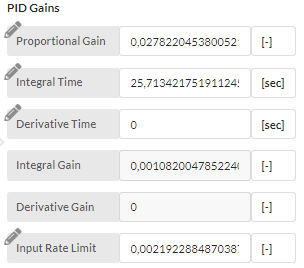 PID Gains
Proportional Gain 0,027822045380052 [-]
Integral Time 25,71342175191124 [sec]
Derivative Time 0 [sec]
Integral Gain 0,001082004785224 [-]
Derivative Gain 0 [-]
Input Rate Limit 0,002192288487038 [-]